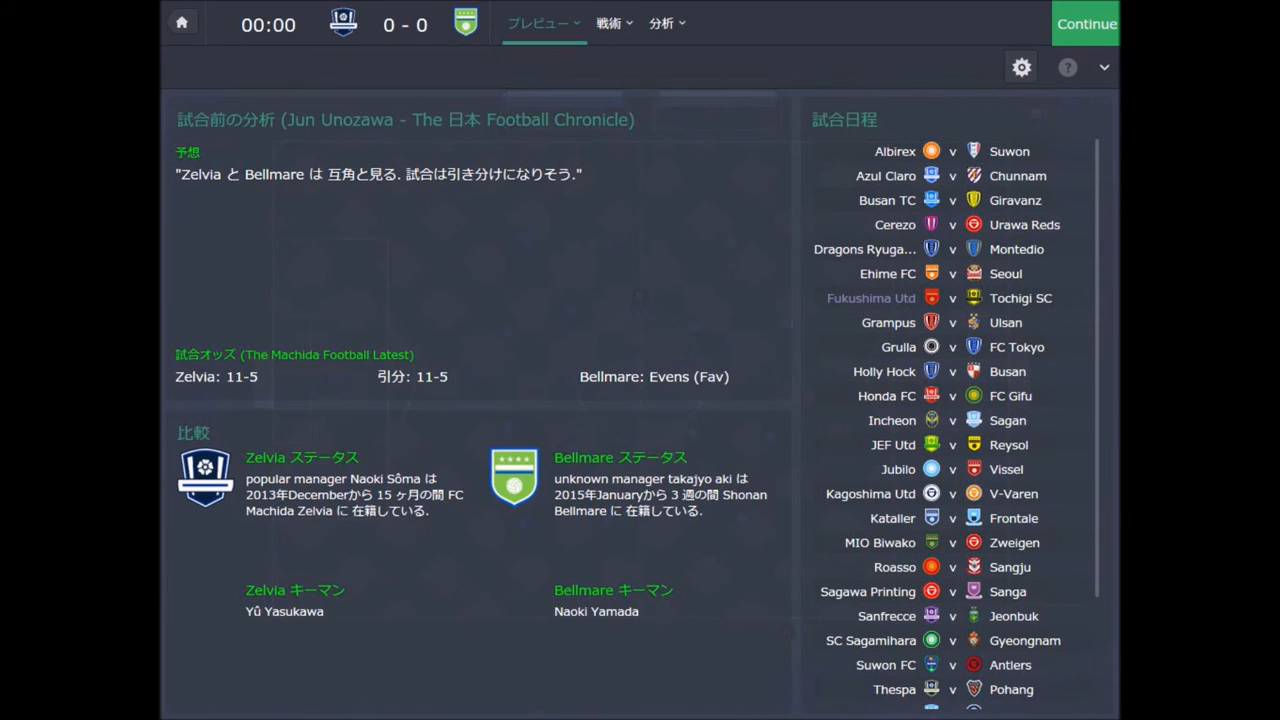 00:00
0 - 0
プレビュー
戦術
分析
Continue
?
試合前の分析 (Jun Unozawa - The 日本 Football Chronicle)
予想
"Zelvia と Bellmare は 互角と見る. 試合は引き分けになりそう."
試合オッズ (The Machida Football Latest)
Zelvia: 11-5 引分: 11-5 Bellmare: Evens (Fav)
比較
Zelvia ステータス
popular manager Naoki Sôma は
2013年Decemberから 15 ヶ月の間 FC
Machida Zelvia に 在籍している.
Bellmare ステータス
unknown manager takajyo aki は
2015年Januaryから 3 週の間 Shonan
Bellmare に 在籍している.
Zelvia キーマン
Yû Yasukawa
Bellmare キーマン
Naoki Yamada
試合日程
Albirex v Suwon
Azul Claro v Chunnam
Busan TC v Giravanz
Cerezo v Urawa Reds
Dragons Ryuga... v Montedio
Ehime FC v Seoul
Fukushima Utd v Tochigi SC
Grampus v Ulsan
Grulla v FC Tokyo
Holly Hock v Busan
Honda FC v FC Gifu
Incheon v Sagan
JEF Utd v Reysol
Jubilo v Vissel
Kagoshima Utd v V-Varen
Kataller v Frontale
MIO Biwako v Zweigen
Roasso v Sangju
Sagawa Printing v Sanga
Sanfrecce v Jeonbuk
SC Sagamihara v Gyeongnam
Suwon FC v Antlers
Thespa v Pohang